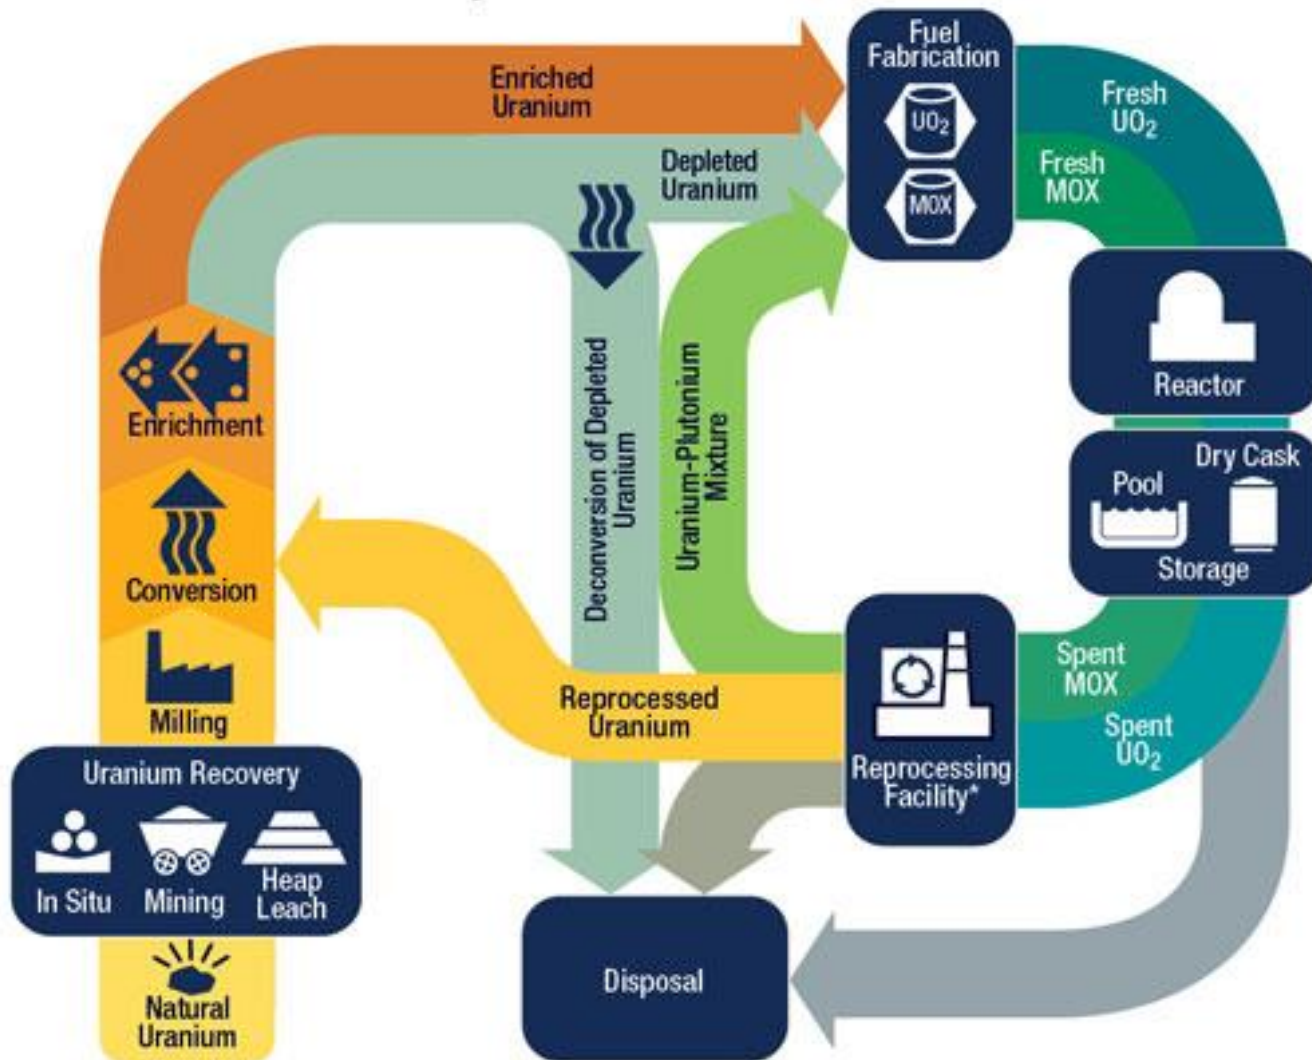 Fuel
Fabrication
UO₂
MOX
Enriched
Uranium
Depleted
Uranium
Fresh
UO₂
Fresh
MOX
Reactor
Dry Cask
Pool
Storage
Enrichment
Conversion
Milling
Deconversion of Depleted
Uranium
Uranium-Plutonium
Mixture
Reprocessed
Uranium
Spent
MOX
Spent
UO₂
Reprocessing
Facility*
Uranium Recovery
In Situ
Mining
Heap
Leach
Natural
Uranium
Disposal